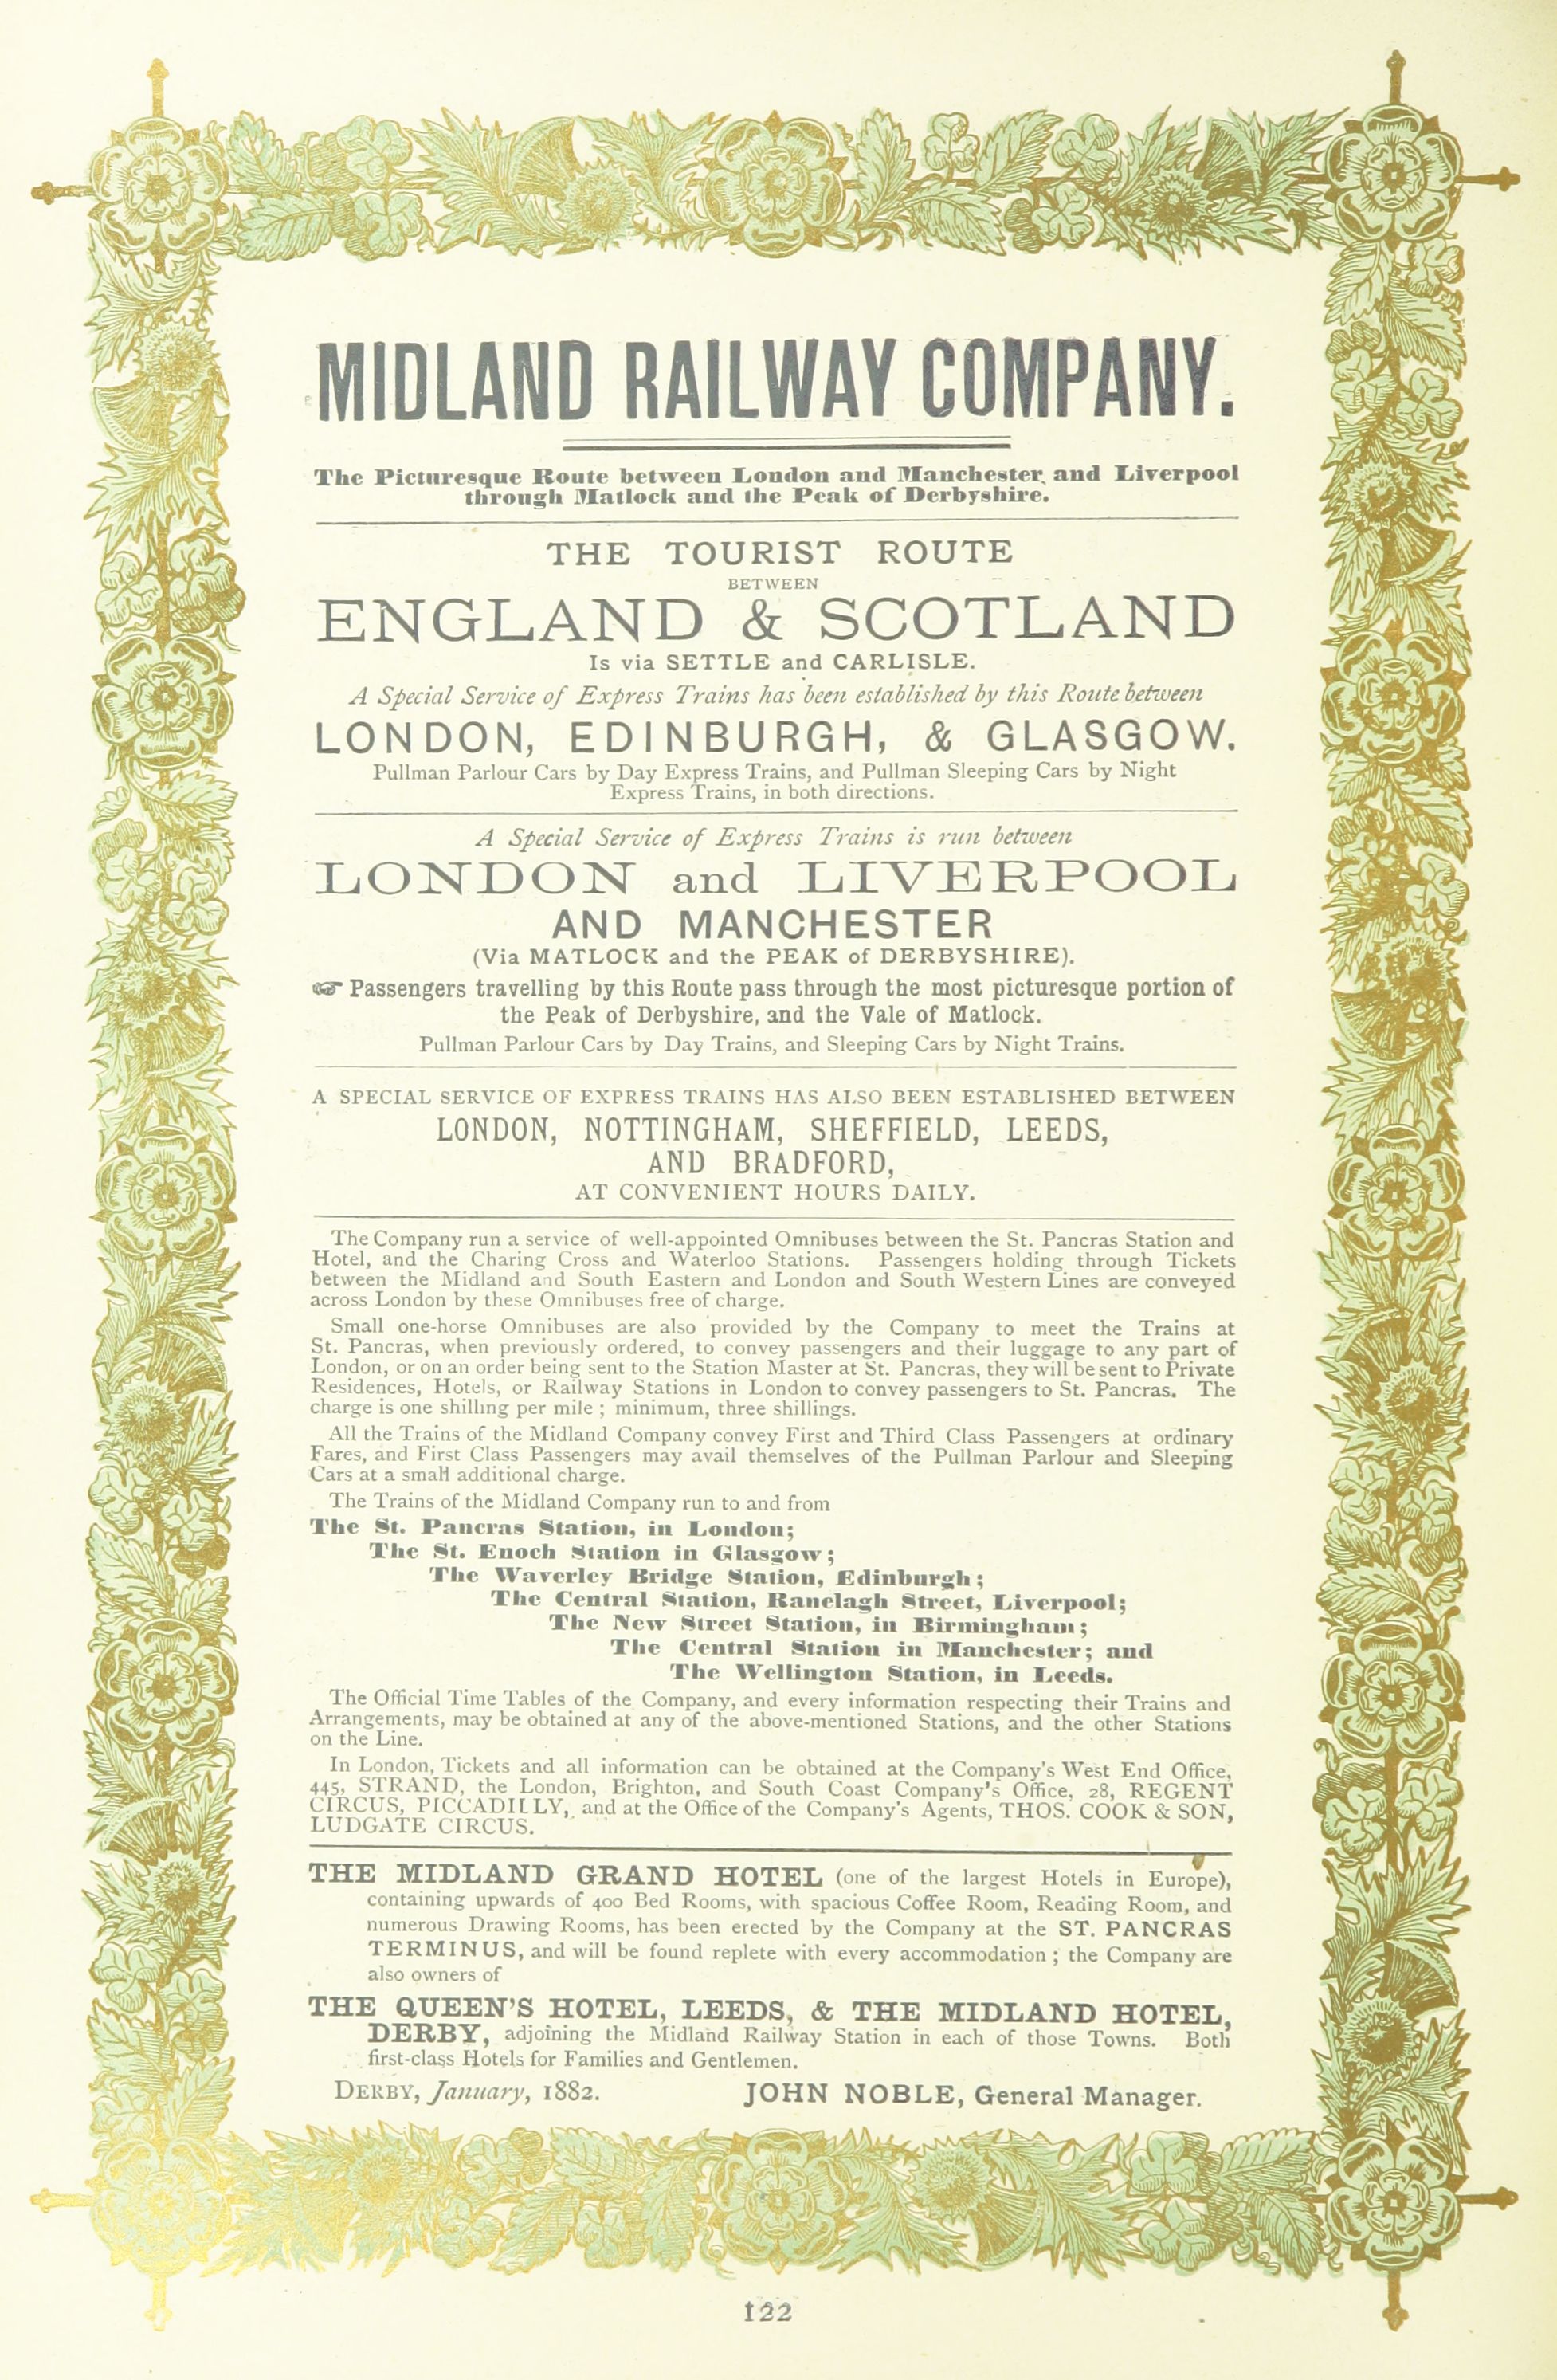 MIDLAND RAILWAY COMPANY.
The Picturesque Route between London and Manchester, and Liverpool
through Matlock and the Peak of Derbyshire.
THE TOURIST ROUTE
BETWEEN
ENGLAND & SCOTLAND
Is via SETTLE and CARLISLE.
A Special Service of Express Trains has been established by this Route between
LONDON, EDINBURGH, & GLASGOW.
Pullman Parlour Cars by Day Express Trains, and Pullman Sleeping Cars by Night
Express Trains, in both directions.
A Special Service of Express Trains is run between
LONDON and LIVERPOOL
AND MANCHESTER
(Via MATLOCK and the PEAK of DERBYSHIRE).
☞ Passengers travelling by this Route pass through the most picturesque portion of
the Peak of Derbyshire, and the Vale of Matlock.
Pullman Parlour Cars by Day Trains, and Sleeping Cars by Night Trains.
A SPECIAL SERVICE OF EXPRESS TRAINS HAS ALSO BEEN ESTABLISHED BETWEEN
LONDON, NOTTINGHAM, SHEFFIELD, LEEDS,
AND BRADFORD,
AT CONVENIENT HOURS DAILY.
The Company run a service of well-appointed Omnibuses between the St. Pancras Station and
Hotel, and the Charing Cross and Waterloo Stations. Passengers holding through Tickets
between the Midland and South Eastern and London and South Western Lines are conveyed
across London by these Omnibuses free of charge.
Small one-horse Omnibuses are also provided by the Company to meet the Trains at
St. Pancras, when previously ordered, to convey passengers and their luggage to any part of
London, or on an order being sent to the Station Master at St. Pancras, they will be sent to Private
Residences, Hotels, or Railway Stations in London to convey passengers to St. Pancras. The
charge is one shilling per mile; minimum, three shillings.
All the Trains of the Midland Company convey First and Third Class Passengers at ordinary
Fares, and First Class Passengers may avail themselves of the Pullman Parlour and Sleeping
Cars at a small additional charge.
The Trains of the Midland Company run to and from
The St. Pancras Station, in London;
The St. Enoch Station in Glasgow;
The Waverley Bridge Station, Edinburgh;
The Central Station, Ranelagh Street, Liverpool;
The New Street Station, in Birmingham;
The Central Station in Manchester; and
The Wellington Station, in Leeds.
The Official Time Tables of the Company, and every information respecting their Trains and
Arrangements, may be obtained at any of the above-mentioned Stations, and the other Stations
on the Line.
In London, Tickets and all information can be obtained at the Company's West End Office,
445, STRAND, the London, Brighton, and South Coast Company's Office, 28, REGENT
CIRCUS, PICCADILLY, and at the Office of the Company's Agents, THOS. COOK & SON,
LUDGATE CIRCUS.
THE MIDLAND GRAND HOTEL (one of the largest Hotels in Europe),
containing upwards of 400 Bed Rooms, with spacious Coffee Room, Reading Room, and
numerous Drawing Rooms, has been erected by the Company at the ST. PANCRAS
TERMINUS, and will be found replete with every accommodation; the Company are
also owners of
THE QUEEN'S HOTEL, LEEDS, & THE MIDLAND HOTEL,
DERBY, adjoining the Midland Railway Station in each of those Towns. Both
first-class Hotels for Families and Gentlemen.
DERBY, January, 1882. JOHN NOBLE, General Manager.
122